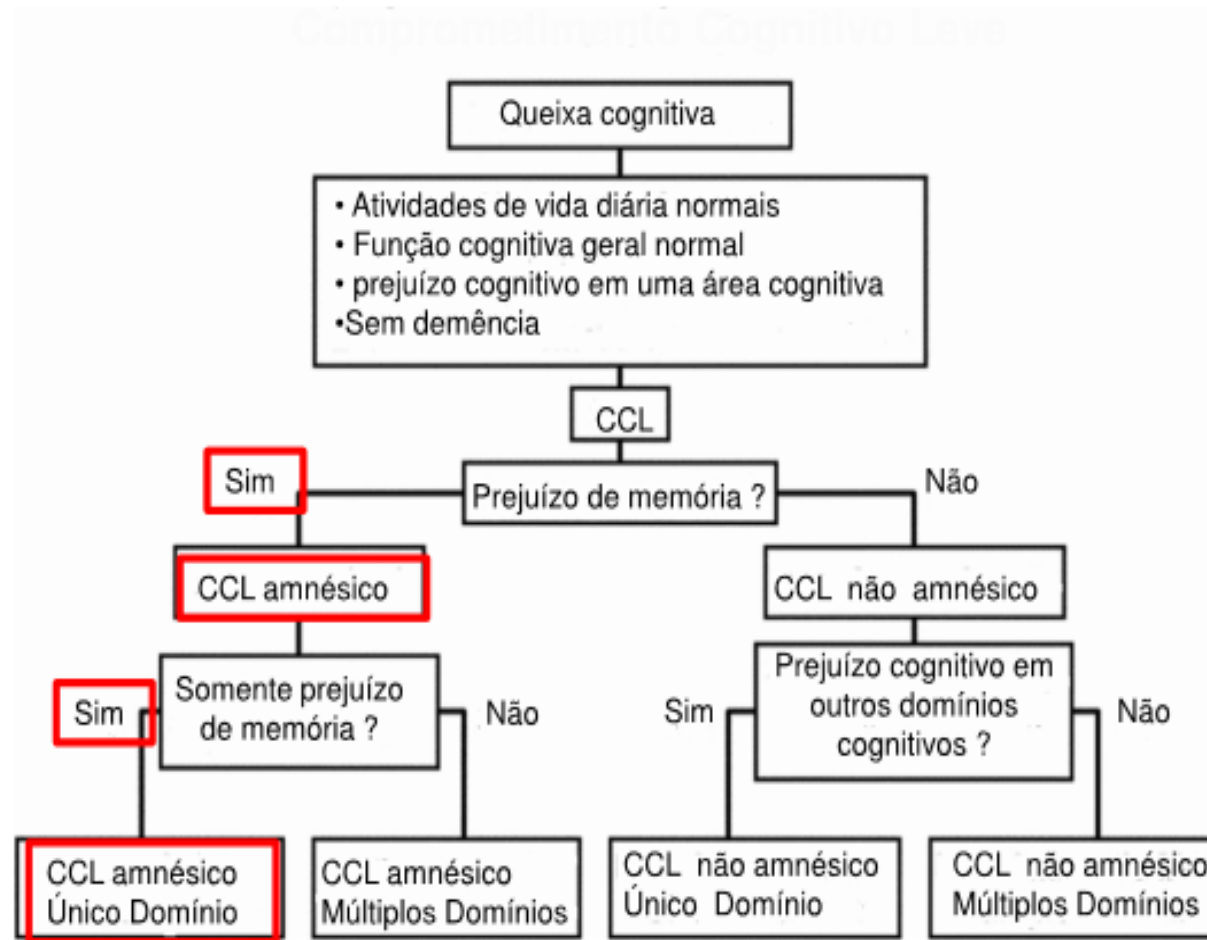 Comprometimento Cognitivo Leve
Queixa cognitiva
• Atividades de vida diária normais
• Função cognitiva geral normal
• prejuízo cognitivo em uma área cognitiva
•Sem demência
CCL
Sim
Prejuízo de memória ?
Não
CCL amnésico
CCL não amnésico
Sim
Somente prejuízo
de memória ?
Não
Sim
Prejuízo cognitivo em
outros domínios
cognitivos ?
Não
CCL amnésico
Único Domínio
CCL amnésico
Múltiplos Domínios
CCL não amnésico
Único Domínio
CCL não amnésico
Múltiplos Domínios